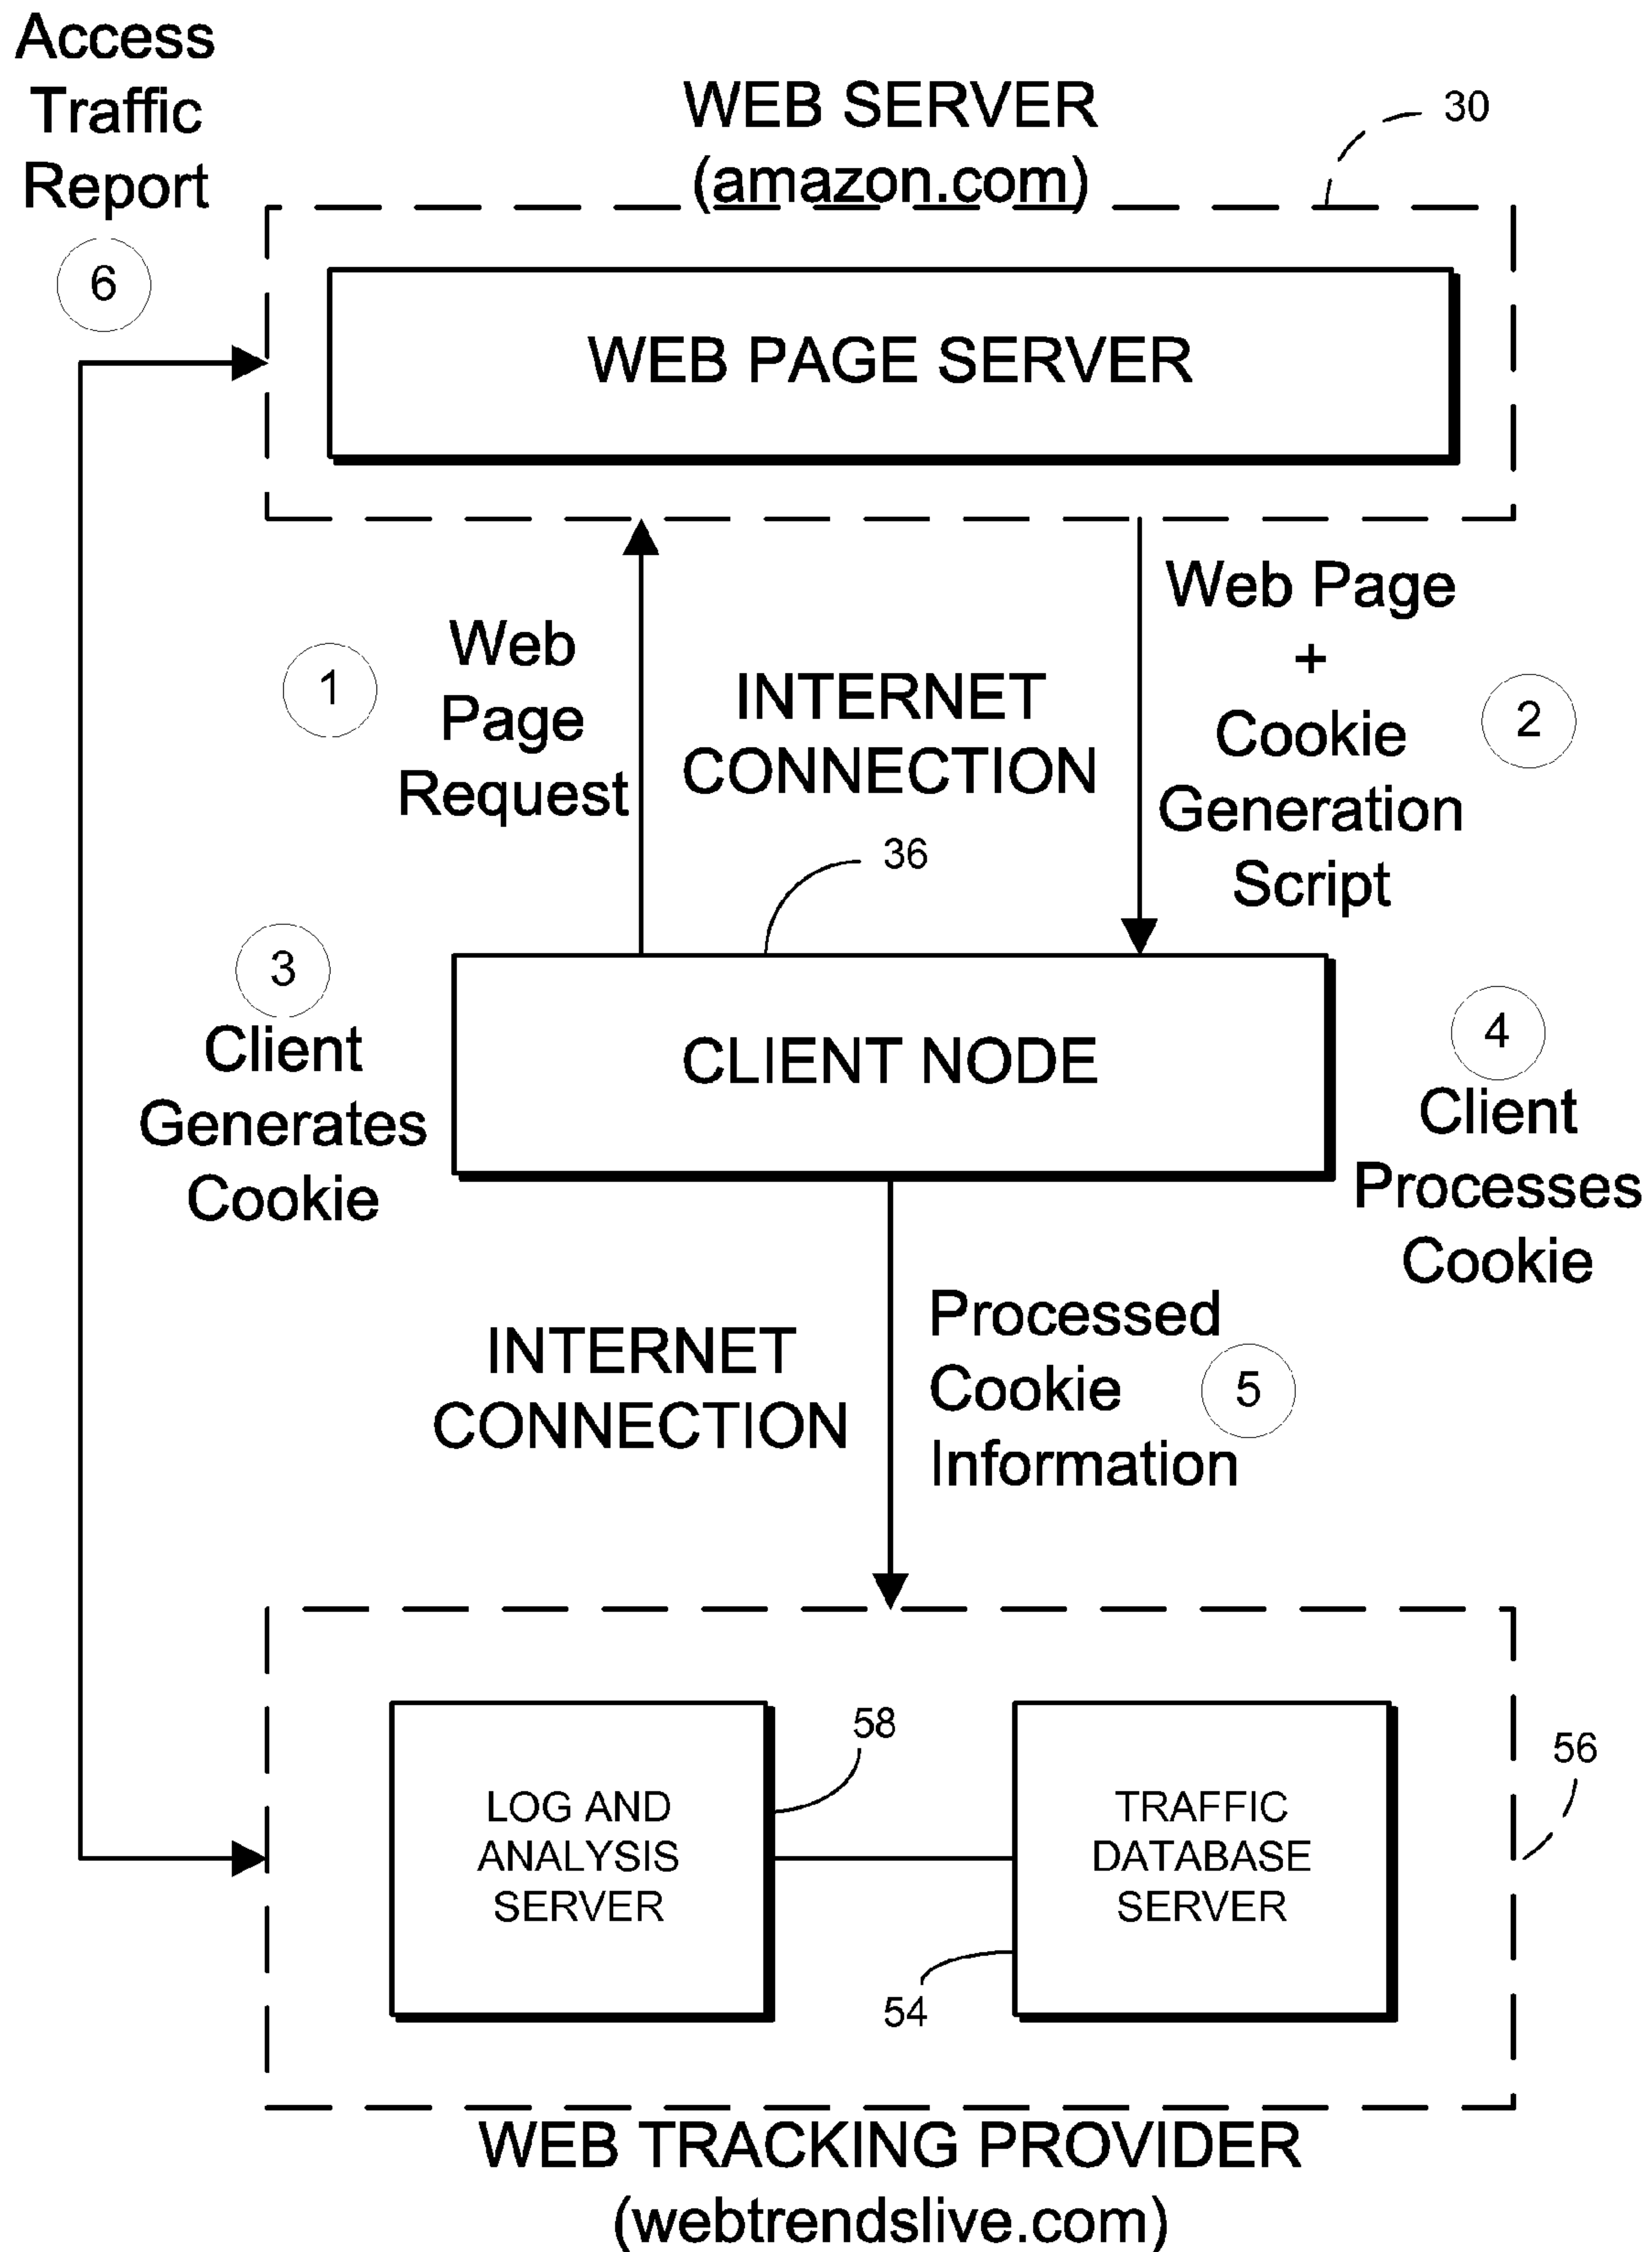 Access
Traffic
Report
6
WEB SERVER
(amazon.com)
30
WEB PAGE SERVER
1
Web
Page
Request
INTERNET
CONNECTION
Web Page
+
Cookie
Generation
Script
2
36
3
Client
Generates
Cookie
CLIENT NODE
4
Client
Processes
Cookie
INTERNET
CONNECTION
Processed
Cookie
Information
5
LOG AND
ANALYSIS
SERVER
58
TRAFFIC
DATABASE
SERVER
54
56
WEB TRACKING PROVIDER
(webtrendslive.com)